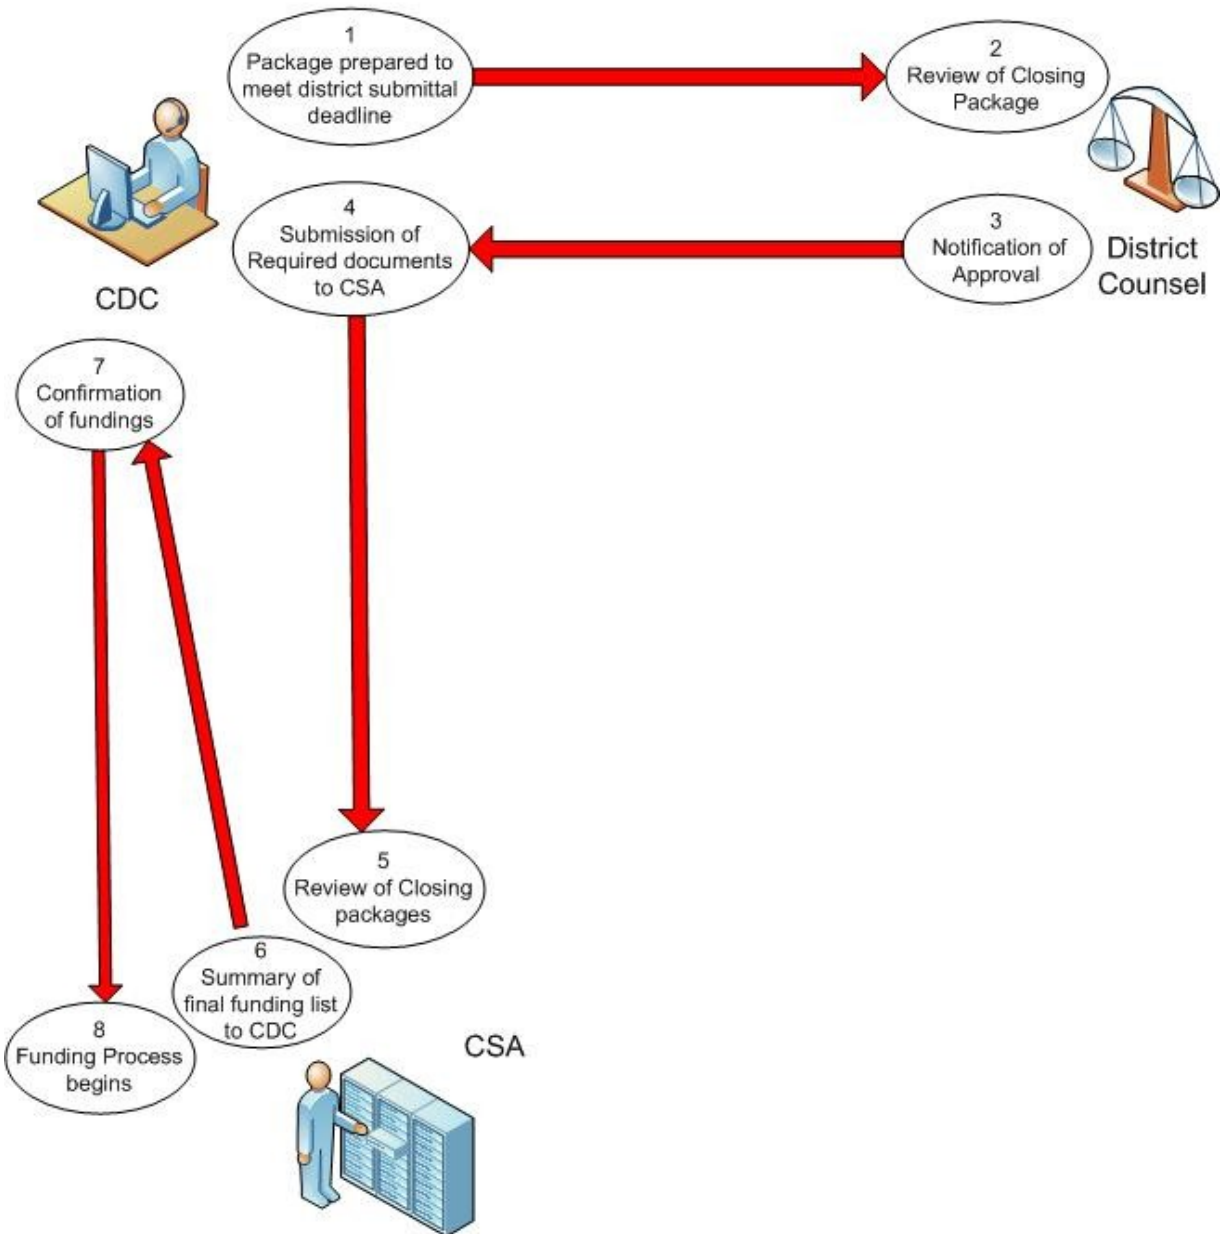 1
Package prepared to
meet district submittal
deadline
2
Review of Closing
Package
3
Notification of
Approval
District
Counsel
4
Submission of
Required documents
to CSA
CDC
7
Confirmation
of fundings
5
Review of Closing
packages
6
Summary of
final funding list
to CDC
8
Funding Process
begins
CSA